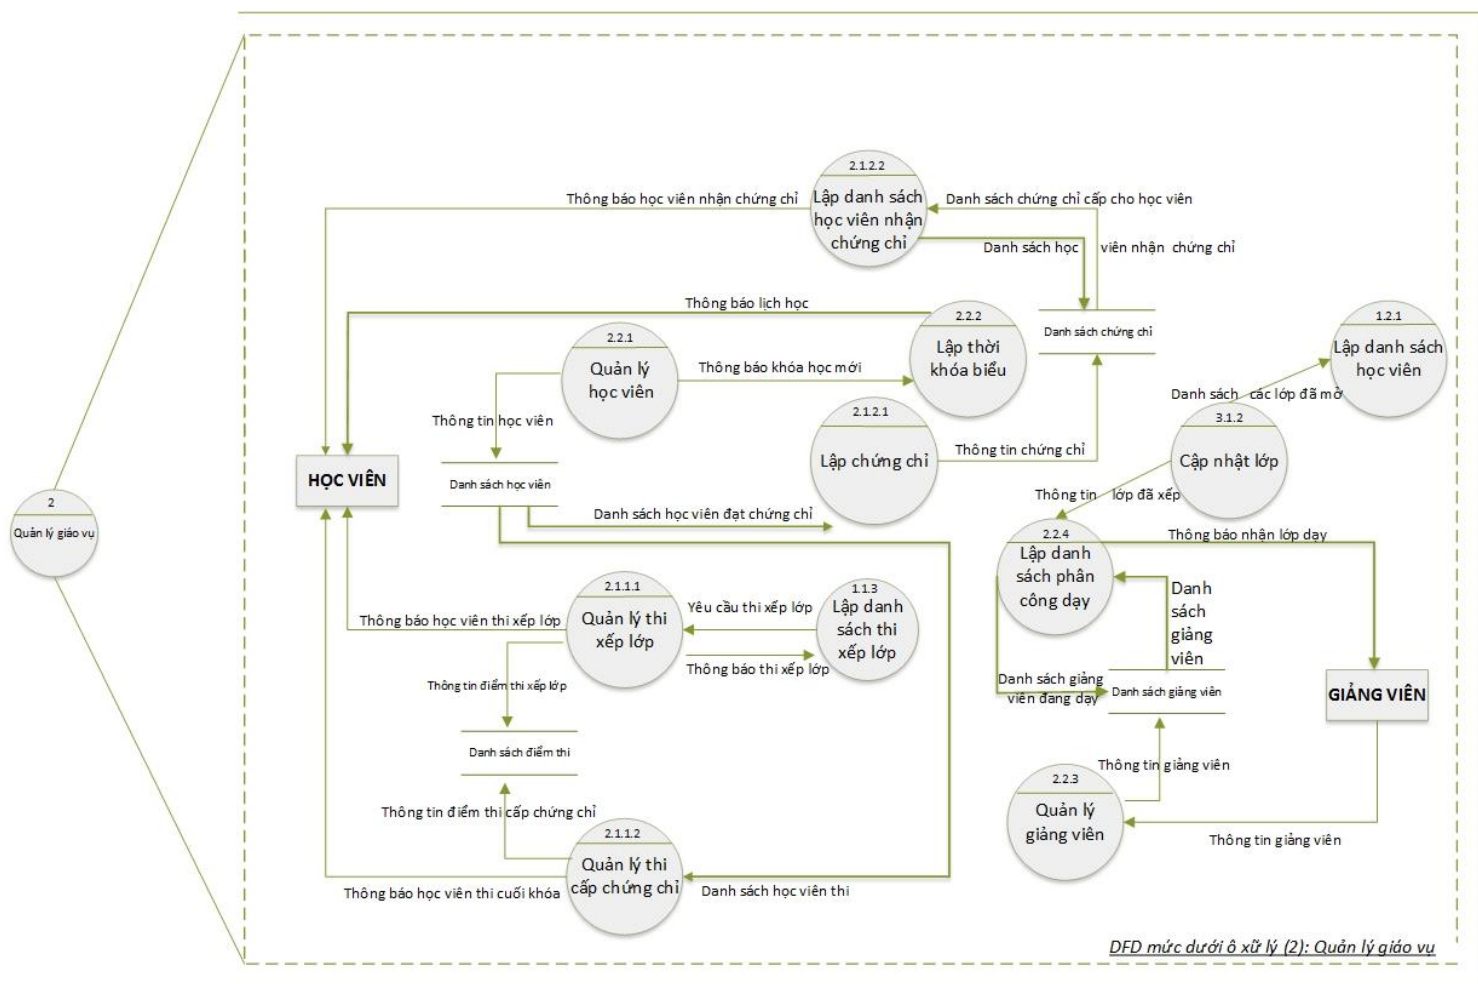 2
Quản lý giáo vụ
2.1.2.2
Lập danh sách
học viên nhận
chứng chỉ
Thông báo học viên nhận chứng chỉ
Danh sách chứng chỉ cấp cho học viên
Danh sách học viên nhận chứng chỉ
Thông báo lịch học
2.2.1
Quản lý
học viên
Thông báo khóa học mới
2.2.2
Lập thời
khóa biểu
Danh sách chứng chỉ
1.2.1
Lập danh sách
học viên
Danh sách các lớp đã mở
Thông tin học viên
2.1.2.1
Lập chứng chỉ
Thông tin chứng chỉ
3.1.2
Cập nhật lớp
HỌC VIÊN
Danh sách học viên
Danh sách học viên đạt chứng chỉ
Thông tin lớp đã xếp
2.2.4
Lập danh
sách phân
công dạy
Thông báo nhận lớp dạy
Danh
sách
giảng
viên
2.1.1.1
Quản lý thi
xếp lớp
Yêu cầu thi xếp lớp
1.1.3
Lập danh
sách thi
xếp lớp
Thông báo học viên thi xếp lớp
Thông báo thi xếp lớp
Thông tin điểm thi xếp lớp
Danh sách giảng
viên đang dạy
Danh sách giảng viên
GIẢNG VIÊN
Danh sách điểm thi
Thông tin giảng viên
Thông tin điểm thi cấp chứng chỉ
2.2.3
Quản lý
giảng viên
Thông tin giảng viên
2.1.1.2
Quản lý thi
cấp chứng chỉ
Thông báo học viên thi cuối khóa
Danh sách học viên thi
DFD mức dưới ô xữ lý (2): Quản lý giáo vụ